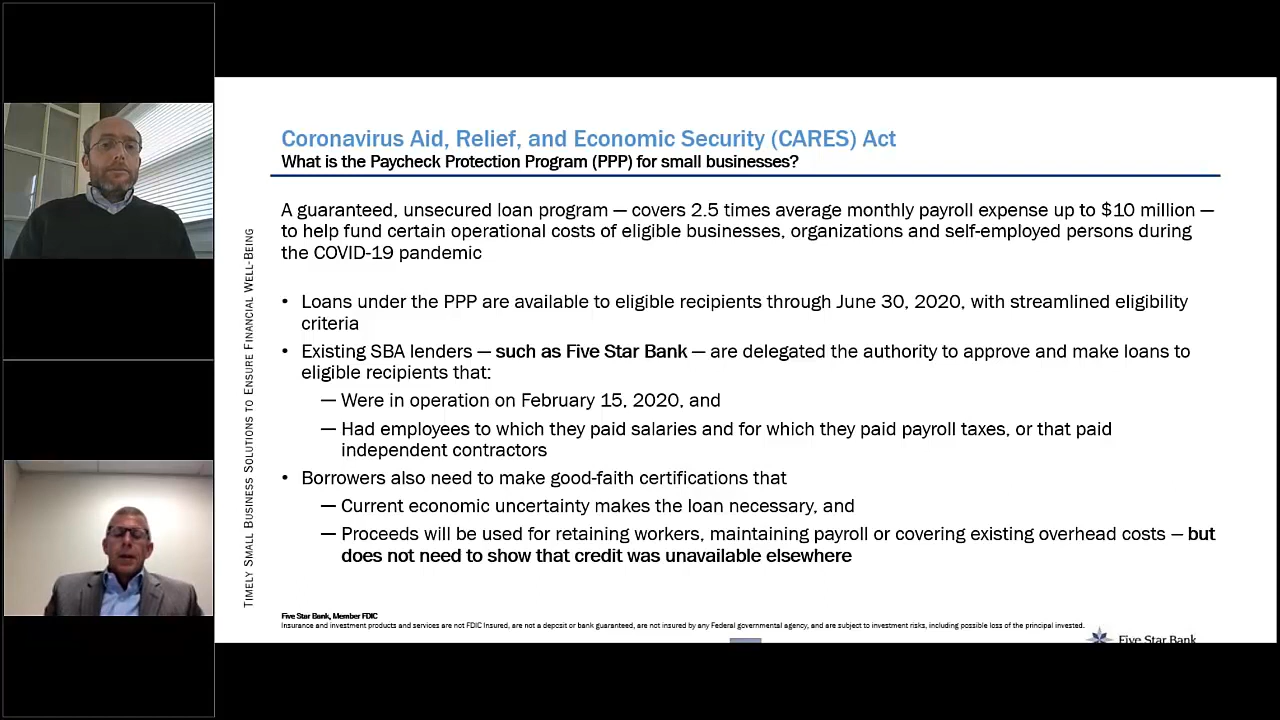 Coronavirus Aid, Relief, and Economic Security (CARES) Act
What is the Paycheck Protection Program (PPP) for small businesses?
A guaranteed, unsecured loan program — covers 2.5 times average monthly payroll expense up to $10 million —
to help fund certain operational costs of eligible businesses, organizations and self-employed persons during
the COVID-19 pandemic
• Loans under the PPP are available to eligible recipients through June 30, 2020, with streamlined eligibility
criteria
• Existing SBA lenders — such as Five Star Bank — are delegated the authority to approve and make loans to
eligible recipients that:
— Were in operation on February 15, 2020, and
— Had employees to which they paid salaries and for which they paid payroll taxes, or that paid
independent contractors
• Borrowers also need to make good-faith certifications that
— Current economic uncertainty makes the loan necessary, and
— Proceeds will be used for retaining workers, maintaining payroll or covering existing overhead costs — but
does not need to show that credit was unavailable elsewhere
TIMELY SMALL BUSINESS SOLUTIONS TO ENSURE FINANCIAL WELL-BEING
Five Star Bank, Member FDIC
Insurance and investment products and services are not FDIC Insured, are not a deposit or bank guaranteed, are not insured by any Federal governmental agency, and are subject to investment risks, including possible loss of the principal invested.
Five Star Bank